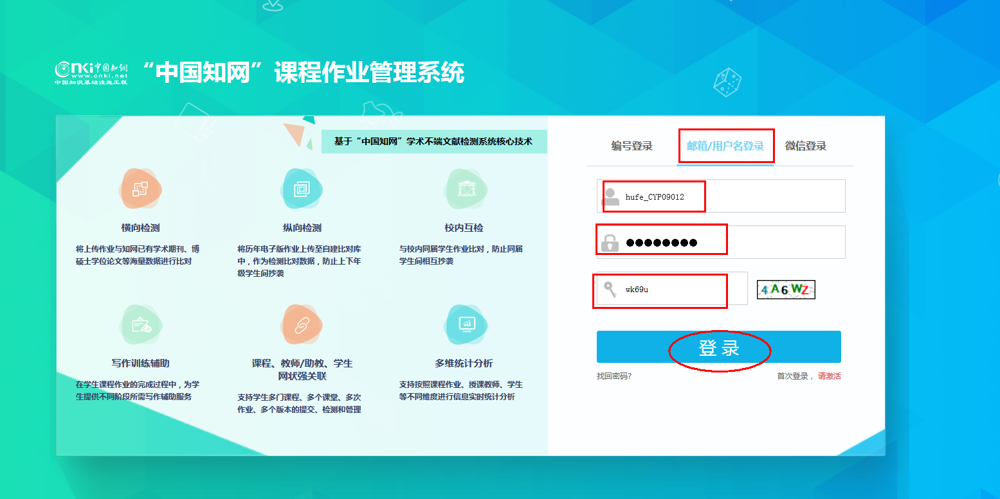 Cnki中国知网
www.cnki.net
中国知识基础设施工程
“中国知网”课程作业管理系统
基于“中国知网”学术不端文献检测系统核心技术
横向检测
将上传作业与知网已有学术期刊、博
硕士学位论文等海量数据进行比对
纵向检测
将历年电子版作业上传至自建比对库
中，作为检测比对数据，防止上下年
级学生间抄袭
校内互检
与校内同届学生作业比对，防止同届
学生间相互抄袭
写作训练辅助
在学生课程作业的完成过程中，为学
生提供不同阶段所需写作辅助服务
课程、教师/助教、学生
网状强关联
支持学生多门课程、多个课堂、多次
作业、多个版本的提交、检测和管理
多维统计分析
支持按照课程作业、授课教师、学生
等不同维度进行信息实时统计分析
编号登录 邮箱/用户名登录 微信登录
hufe_CYP09012
●●●●●●●●
wk69u 4A6WZ
登 录
找回密码? 首次登录， 请激活